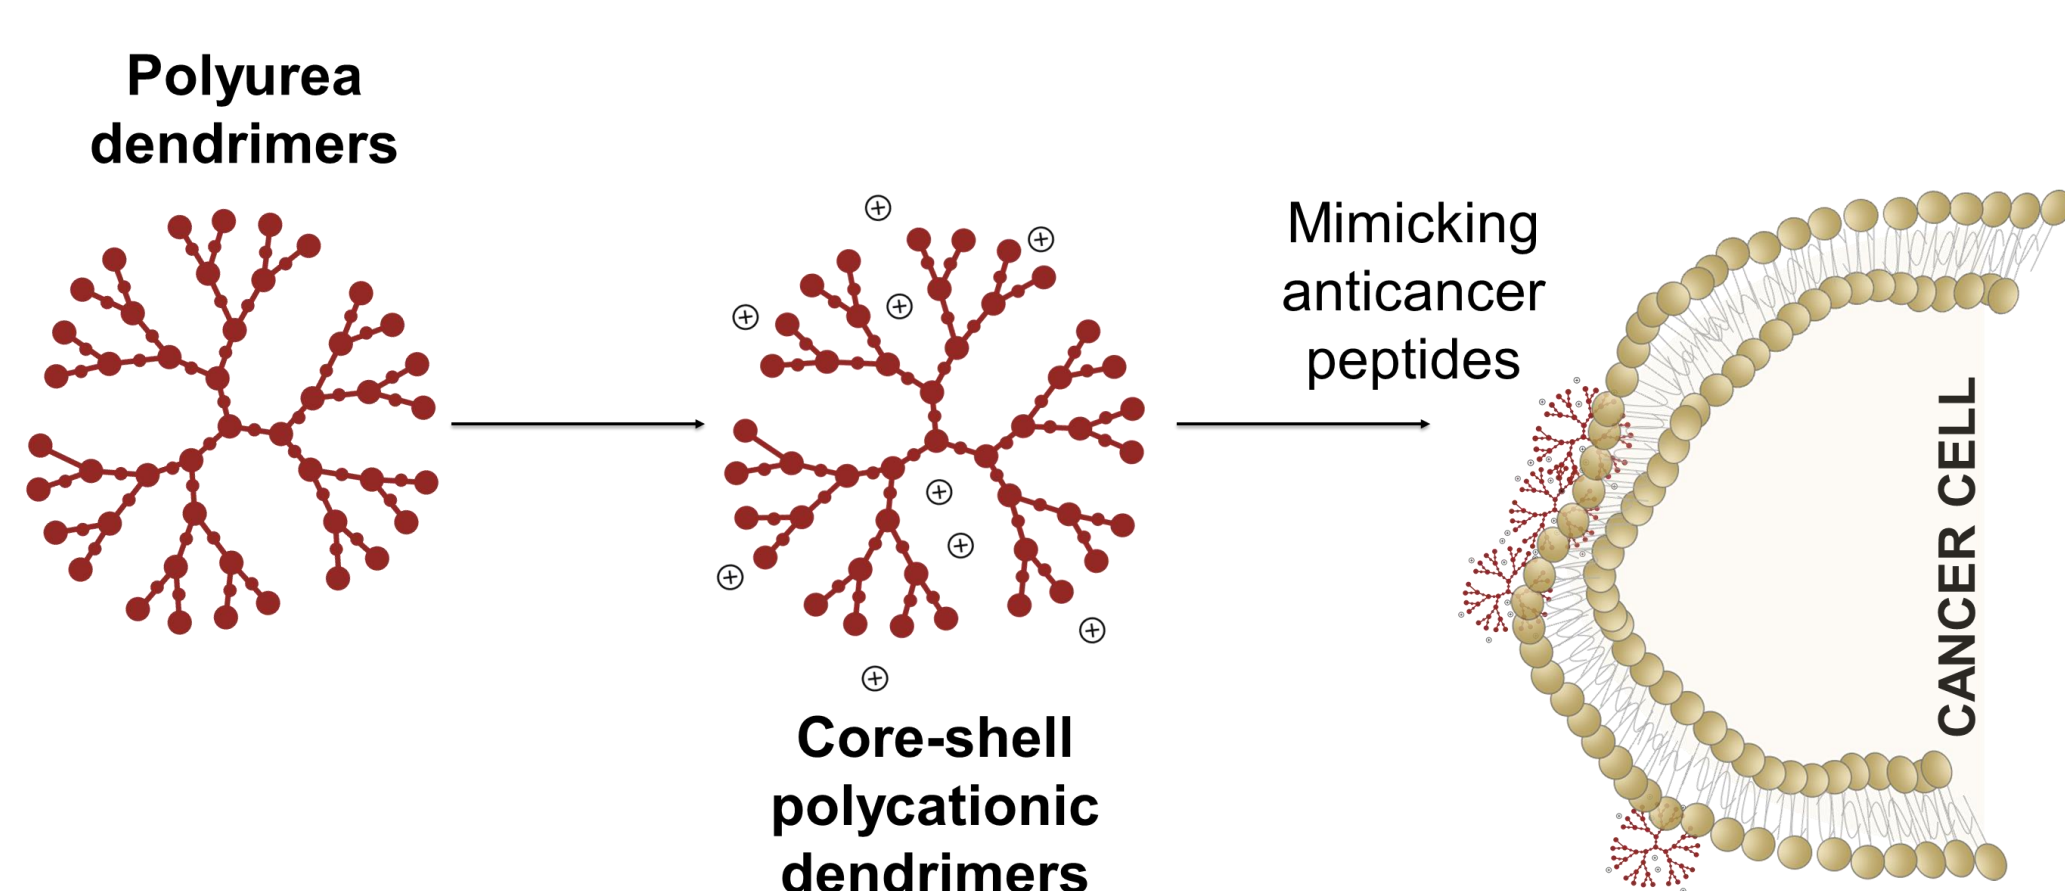 Polyurea
dendrimers
Mimicking
anticancer
peptides
Core-shell
polycationic
dendrimers
CANCER CELL